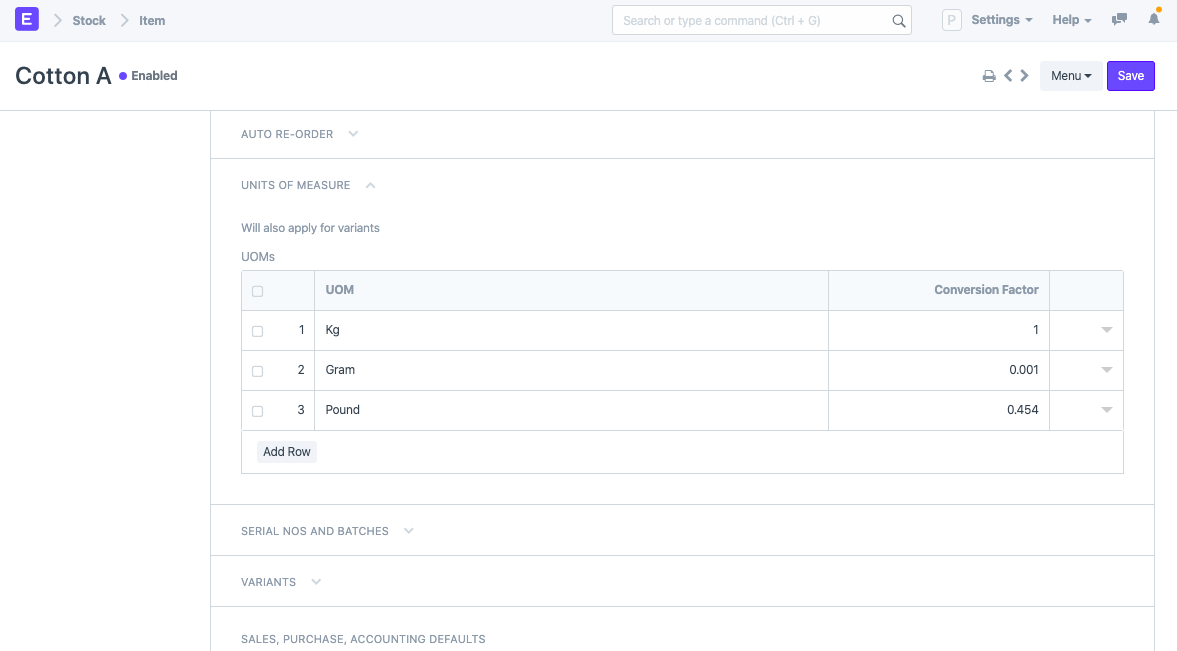 E Stock Item Search or type a command (Ctrl + G) P Settings Help
Cotton A Enabled Menu Save
AUTO RE-ORDER
UNITS OF MEASURE
Will also apply for variants
UOMs
UOM Conversion Factor
1 Kg 1
2 Gram 0.001
3 Pound 0.454
Add Row
SERIAL NOS AND BATCHES
VARIANTS
SALES, PURCHASE, ACCOUNTING DEFAULTS